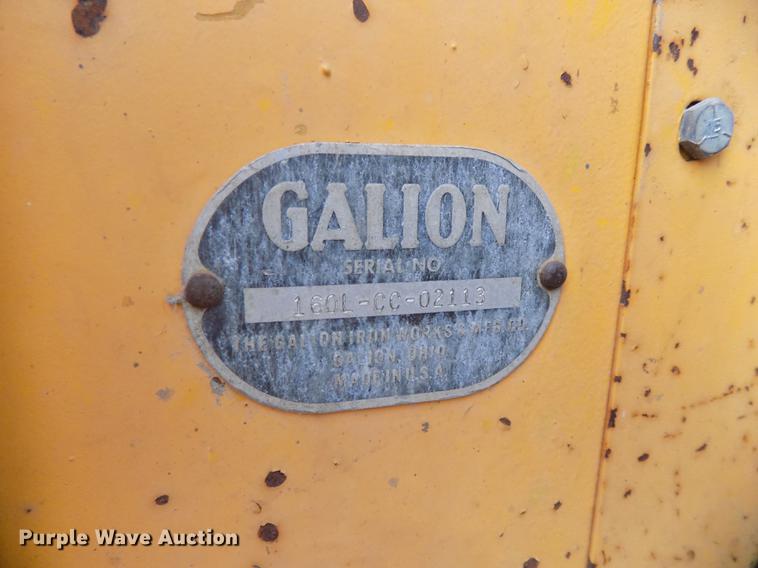 GALION
SERIAL NO
160L-CC-02113
THE GALION IRON WORKS & MFG. CO.
GALION, OHIO
MADE IN U.S.A.
Purple Wave Auction